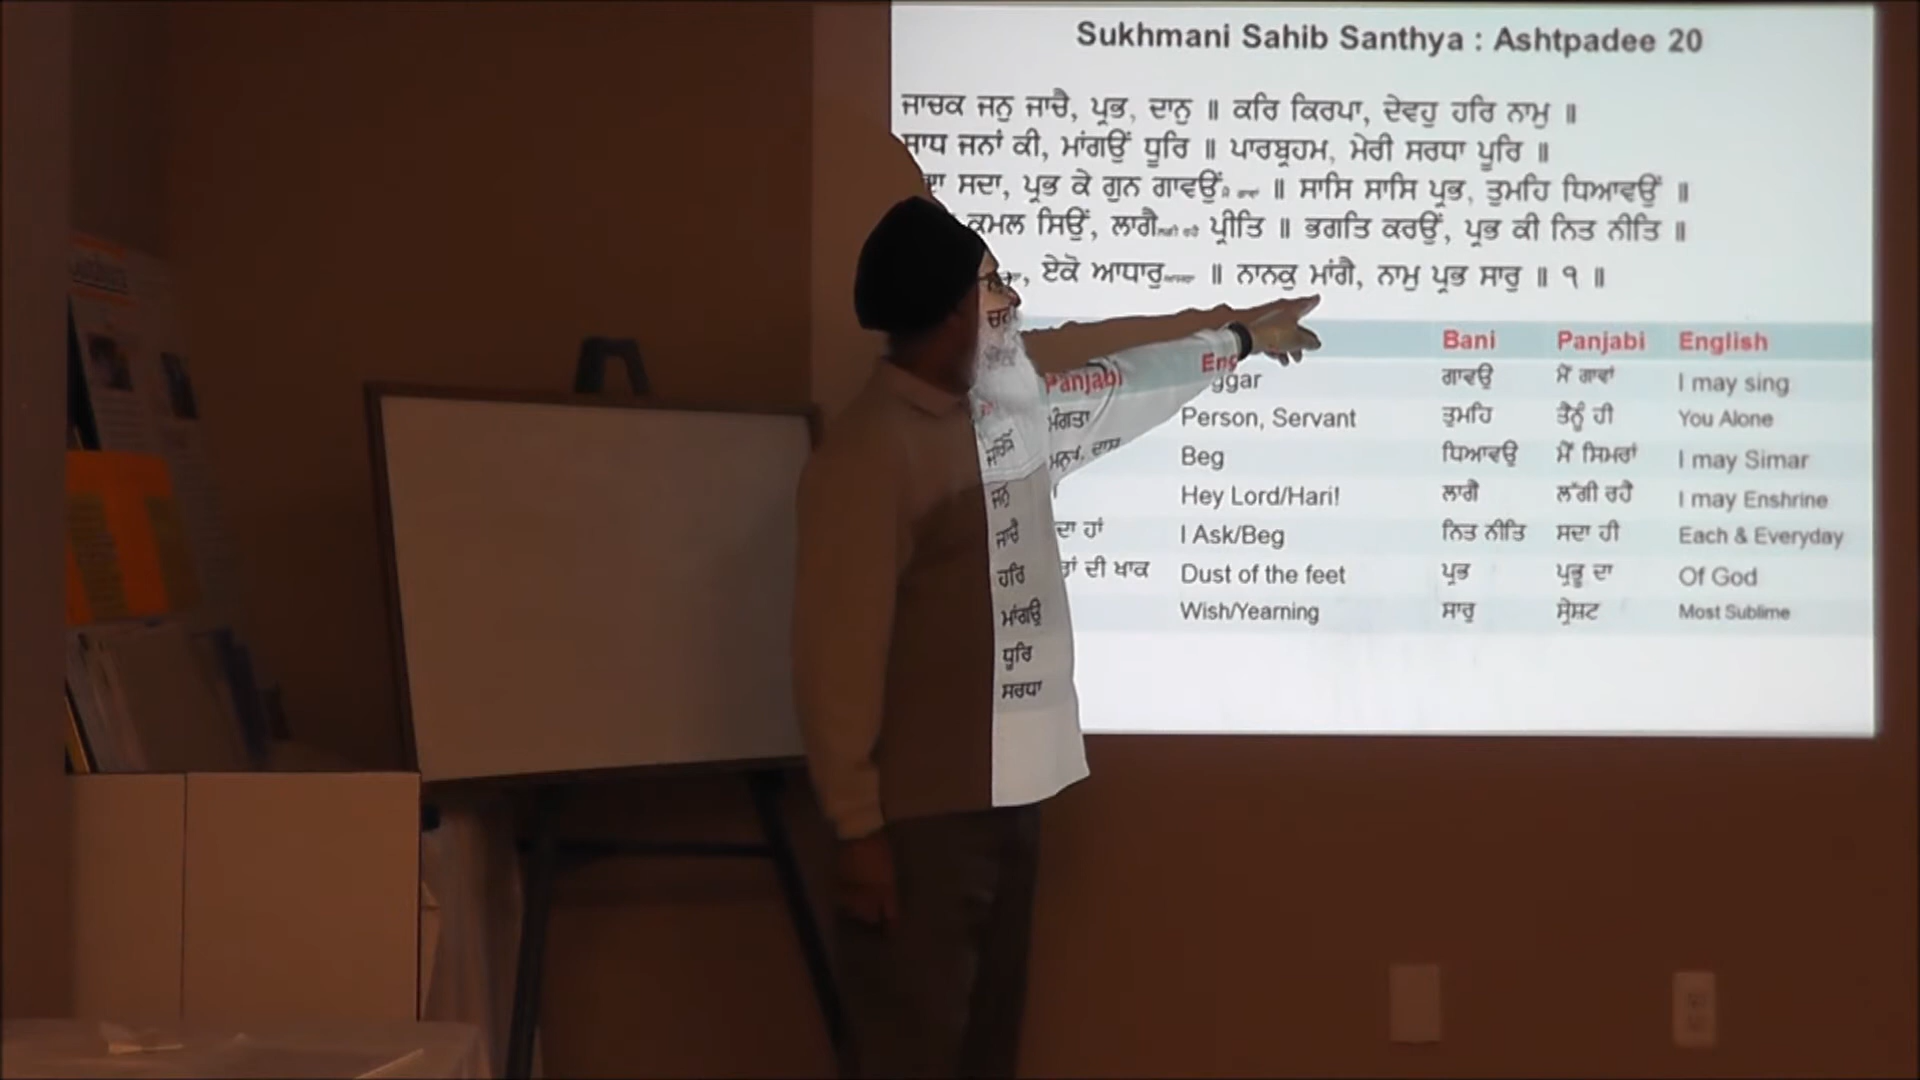 Sukhmani Sahib Santhya : Ashtpadee 20
ਜਾਚਕ ਜਨੁ ਜਾਚੈ, ਪ੍ਰਭ, ਦਾਨੁ ॥ ਕਰਿ ਕਿਰਪਾ, ਦੇਵਹੁ ਹਰਿ ਨਾਮੁ ॥
ਸਾਧ ਜਨਾਂ ਕੀ, ਮਾਂਗਉਂ ਧੂਰਿ ॥ ਪਾਰਬ੍ਰਹਮ, ਮੇਰੀ ਸਰਧਾ ਪੂਰਿ ॥
ਸਦਾ, ਪ੍ਰਭ ਕੇ ਗੁਨ ਗਾਵਉਂ ॥ ਸਾਸਿ ਸਾਸਿ ਪ੍ਰਭ, ਤੁਮਹਿ ਧਿਆਵਉਂ ॥
ਕਮਲ ਸਿਉਂ, ਲਾਗੈ ਪ੍ਰੀਤਿ ॥ ਭਗਤਿ ਕਰਉਂ, ਪ੍ਰਭ ਕੀ ਨਿਤ ਨੀਤਿ ॥
ਏਕੋ ਆਧਾਰੁ ॥ ਨਾਨਕੁ ਮਾਂਗੈ, ਨਾਮੁ ਪ੍ਰਭ ਸਾਰੁ ॥ ੧ ॥
Panjabi Bani Panjabi English
ਜਾਚਕ ਮੰਗਤਾ ਗਾਵਉ ਮੈਂ ਗਾਵਾਂ I may sing
ਜਨੁ Person, Servant ਤੁਮਹਿ ਤੈਨੂੰ ਹੀ You Alone
ਜਾਚੈ Beg ਧਿਆਵਉ ਮੈਂ ਸਿਮਰਾਂ I may Simar
ਹਰਿ Hey Lord/Hari! ਲਾਗੈ ਲੱਗੀ ਰਹੈ I may Enshrine
ਮਾਂਗਉ ਹਾਂ I Ask/Beg ਨਿਤ ਨੀਤਿ ਸਦਾ ਹੀ Each & Everyday
ਧੂਰਿ ਦੀ ਖਾਕ Dust of the feet ਪ੍ਰਭ ਪ੍ਰਭੂ ਦਾ Of God
ਸਰਧਾ Wish/Yearning ਸਾਰੁ ਸ੍ਰੇਸ਼ਟ Most Sublime